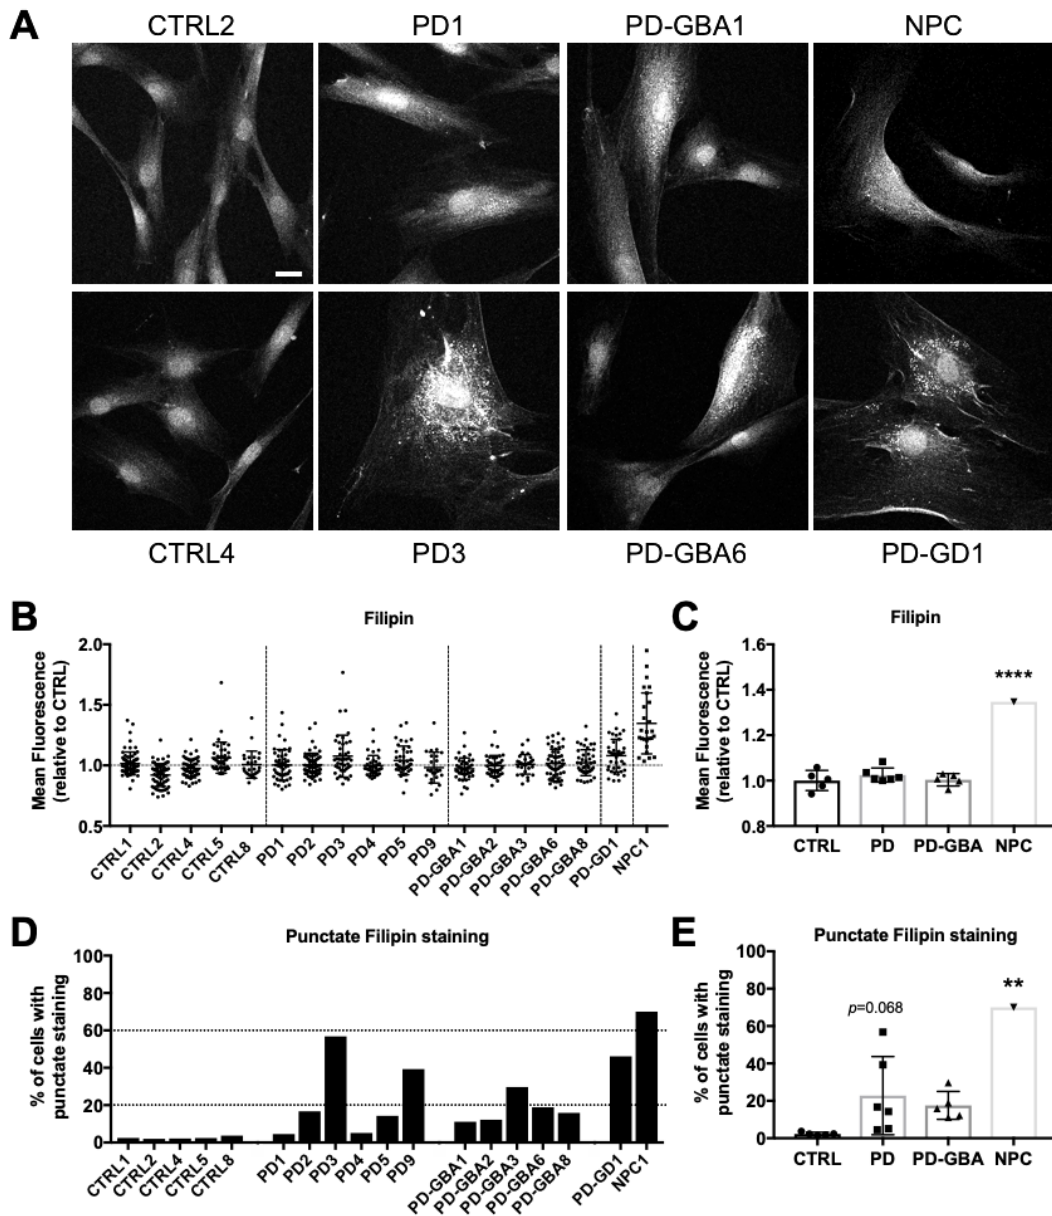 A
CTRL2 PD1 PD-GBA1 NPC
CTRL4 PD3 PD-GBA6 PD-GD1
B
Filipin
Mean Fluorescence
(relative to CTRL)
2.0
1.5
1.0
0.5
CTRL1 CTRL2 CTRL4 CTRL5 CTRL8 PD1 PD2 PD3 PD4 PD5 PD9 PD-GBA1 PD-GBA2 PD-GBA3 PD-GBA6 PD-GBA8 PD-GD1 NPC1
C
Filipin
Mean Fluorescence
(relative to CTRL)
1.6
1.4
1.2
1.0
0.8
****
CTRL PD PD-GBA NPC
D
Punctate Filipin staining
% of cells with
punctate staining
100
80
60
40
20
0
CTRL1 CTRL2 CTRL4 CTRL5 CTRL8 PD1 PD2 PD3 PD4 PD5 PD9 PD-GBA1 PD-GBA2 PD-GBA3 PD-GBA6 PD-GBA8 PD-GD1 NPC1
E
Punctate Filipin staining
% of cells with
punctate staining
100
80
60
40
20
0
p=0.068
**
CTRL PD PD-GBA NPC